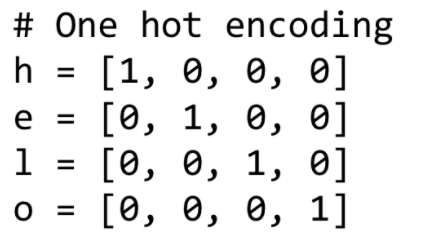 # One hot encoding
h = [1, 0, 0, 0]
e = [0, 1, 0, 0]
l = [0, 0, 1, 0]
o = [0, 0, 0, 1]